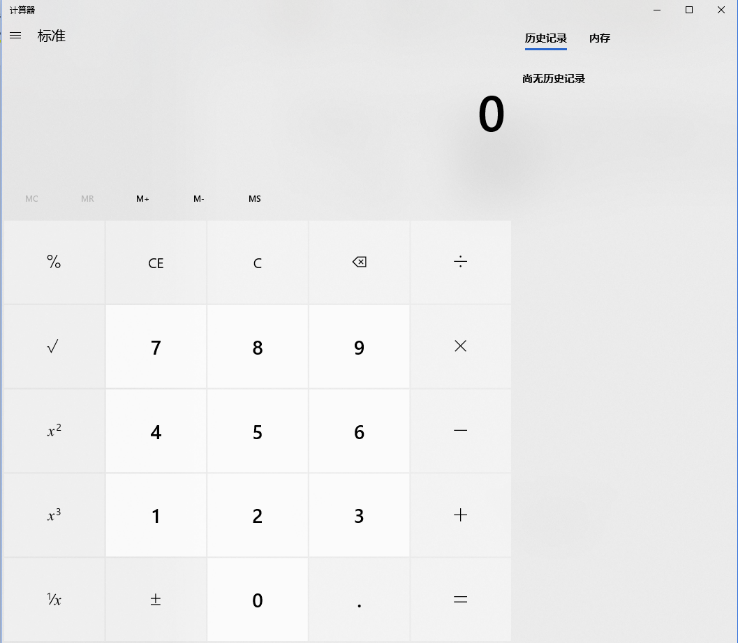 计算器
标准
历史记录 内存
尚无历史记录
0
MC MR M+ M- MS
% CE C ÷
√ 7 8 9 ×
x² 4 5 6 −
x³ 1 2 3 +
⅟x ± 0 . =